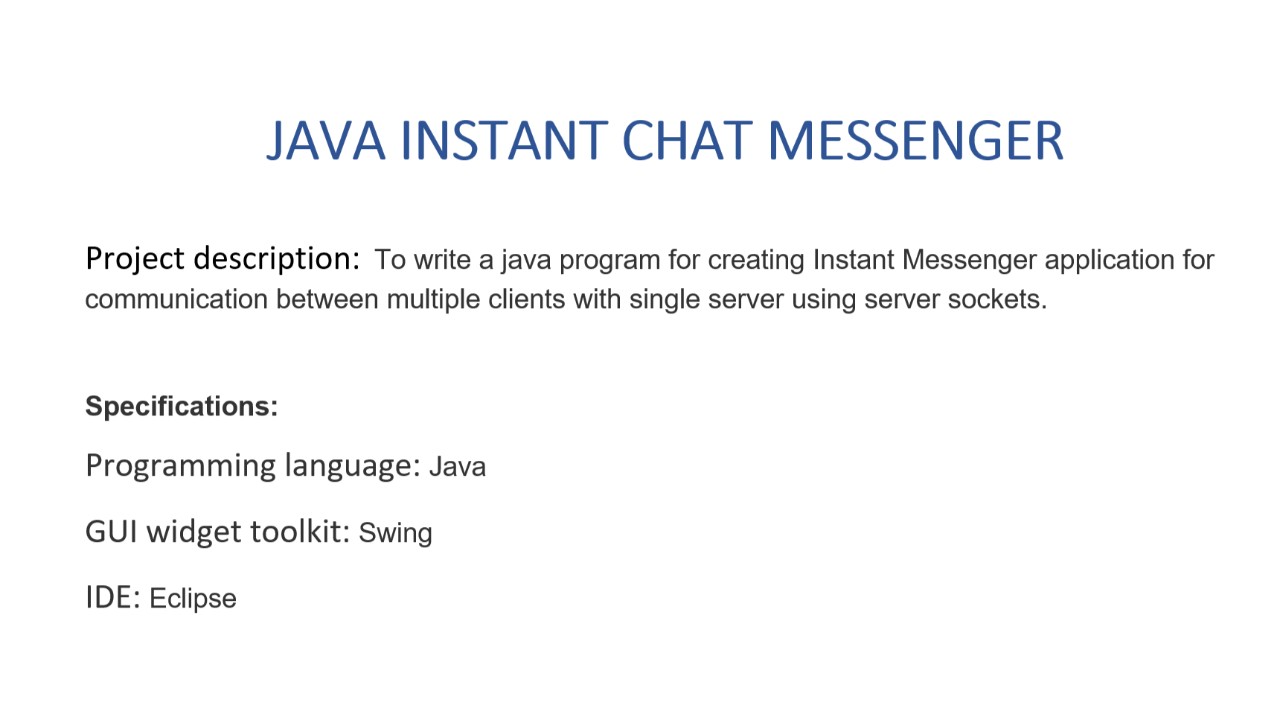 JAVA INSTANT CHAT MESSENGER
Project description: To write a java program for creating Instant Messenger application for
communication between multiple clients with single server using server sockets.
Specifications:
Programming language: Java
GUI widget toolkit: Swing
IDE: Eclipse